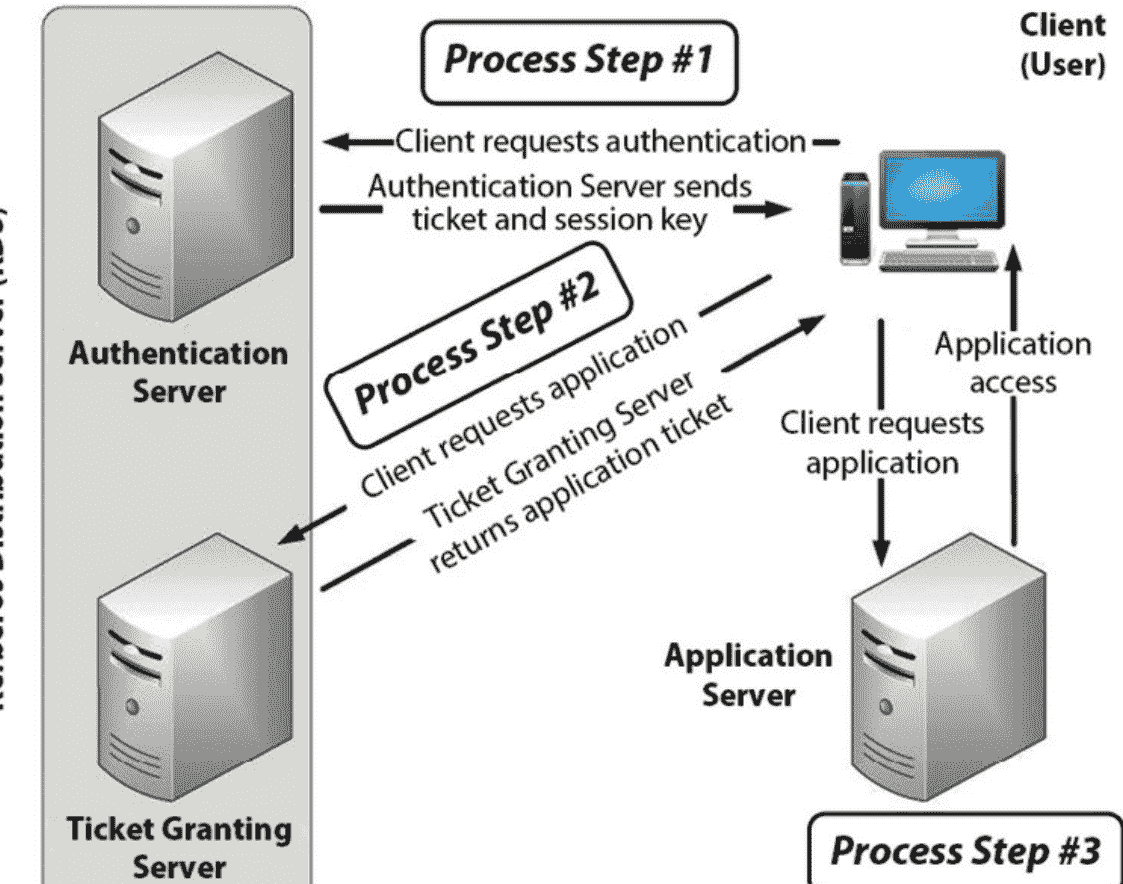 Client
(User)
Process Step #1
Client requests authentication
Authentication Server sends
ticket and session key
Process Step #2
Client requests application
Ticket Granting Server
returns application ticket
Application
access
Client requests
application
Authentication
Server
Application
Server
Ticket Granting
Server
Process Step #3